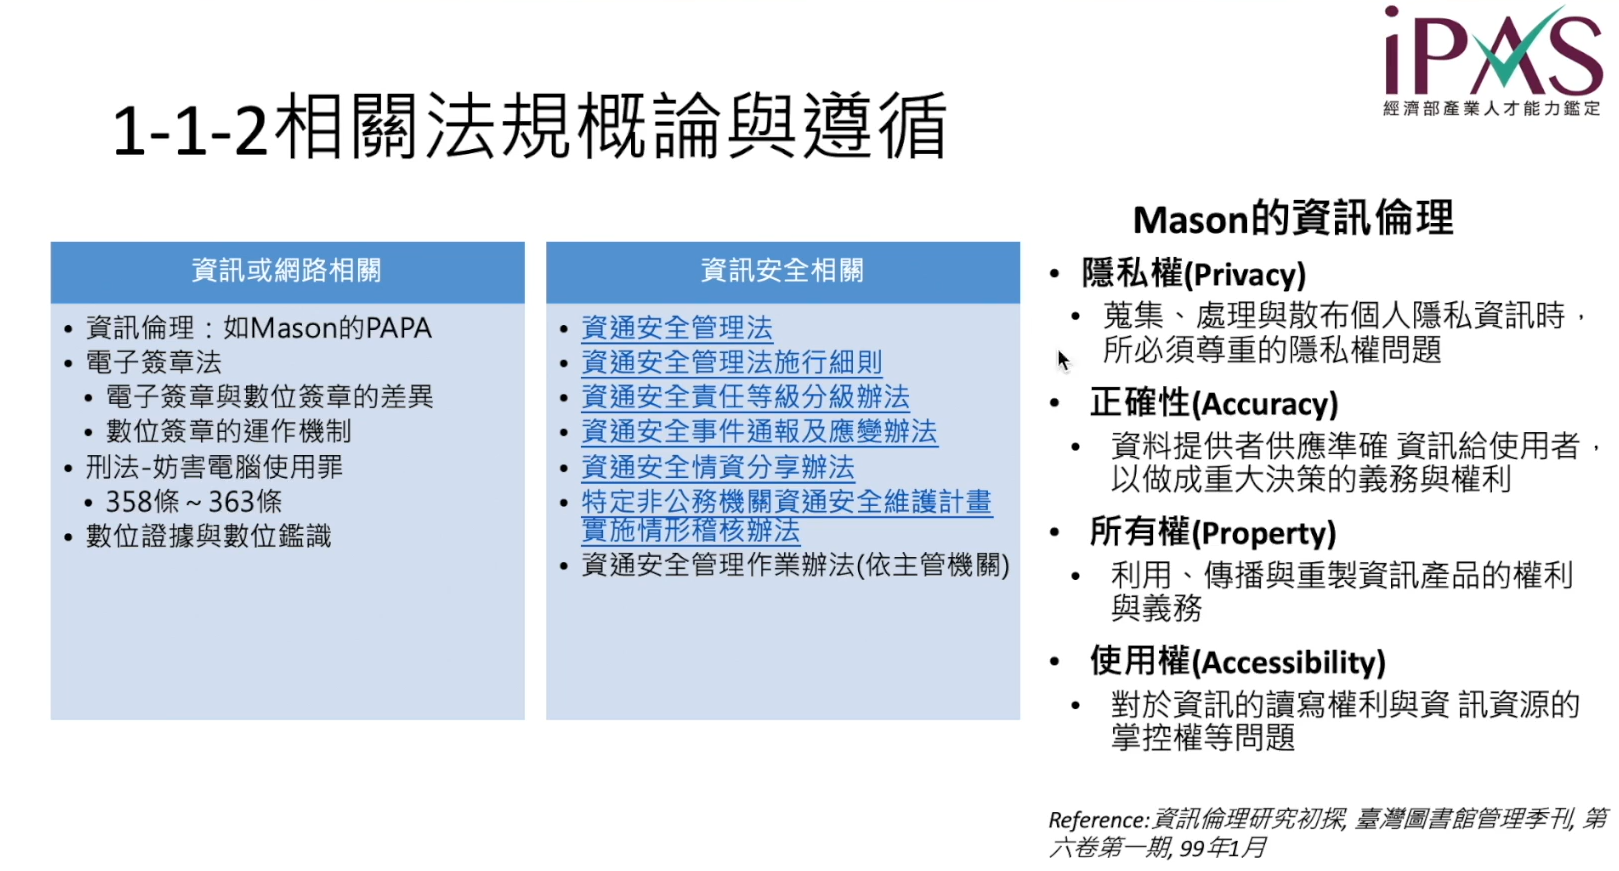 iPAS
經濟部產業人才能力鑑定
1-1-2相關法規概論與遵循
資訊或網路相關
• 資訊倫理：如Mason的PAPA
• 電子簽章法
• 電子簽章與數位簽章的差異
• 數位簽章的運作機制
• 刑法-妨害電腦使用罪
• 358條～363條
• 數位證據與數位鑑識
資訊安全相關
• 資通安全管理法
• 資通安全管理法施行細則
• 資通安全責任等級分級辦法
• 資通安全事件通報及應變辦法
• 資通安全情資分享辦法
• 特定非公務機關資通安全維護計畫
實施情形稽核辦法
• 資通安全管理作業辦法(依主管機關)
Mason的資訊倫理
• 隱私權(Privacy)
• 蒐集、處理與散布個人隱私資訊時，
所必須尊重的隱私權問題
• 正確性(Accuracy)
• 資料提供者供應準確 資訊給使用者，
以做成重大決策的義務與權利
• 所有權(Property)
• 利用、傳播與重製資訊產品的權利
與義務
• 使用權(Accessibility)
• 對於資訊的讀寫權利與資 訊資源的
掌控權等問題
Reference: 資訊倫理研究初探, 臺灣圖書館管理季刊, 第
六卷第一期, 99年1月